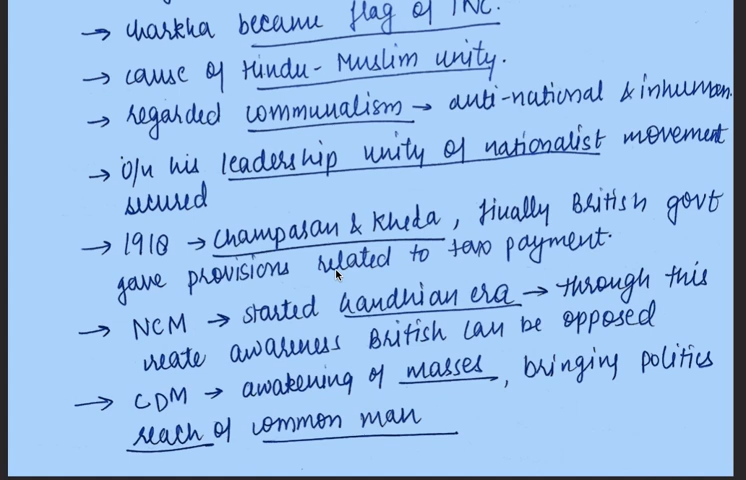 → charkha became flag of INC.
→ cause of Hindu - Muslim unity.
→ regarded communalism → anti-national & inhuman.
→ o/u his leadership unity of nationalist movement
secured
→ 1918 → Champaran & Kheda, finally British govt
gave provisions related to tax payment.
→ NCM → started Gandhian era → through this
create awareness British can be opposed
→ CDM → awakening of masses, bringing politics
reach of common man